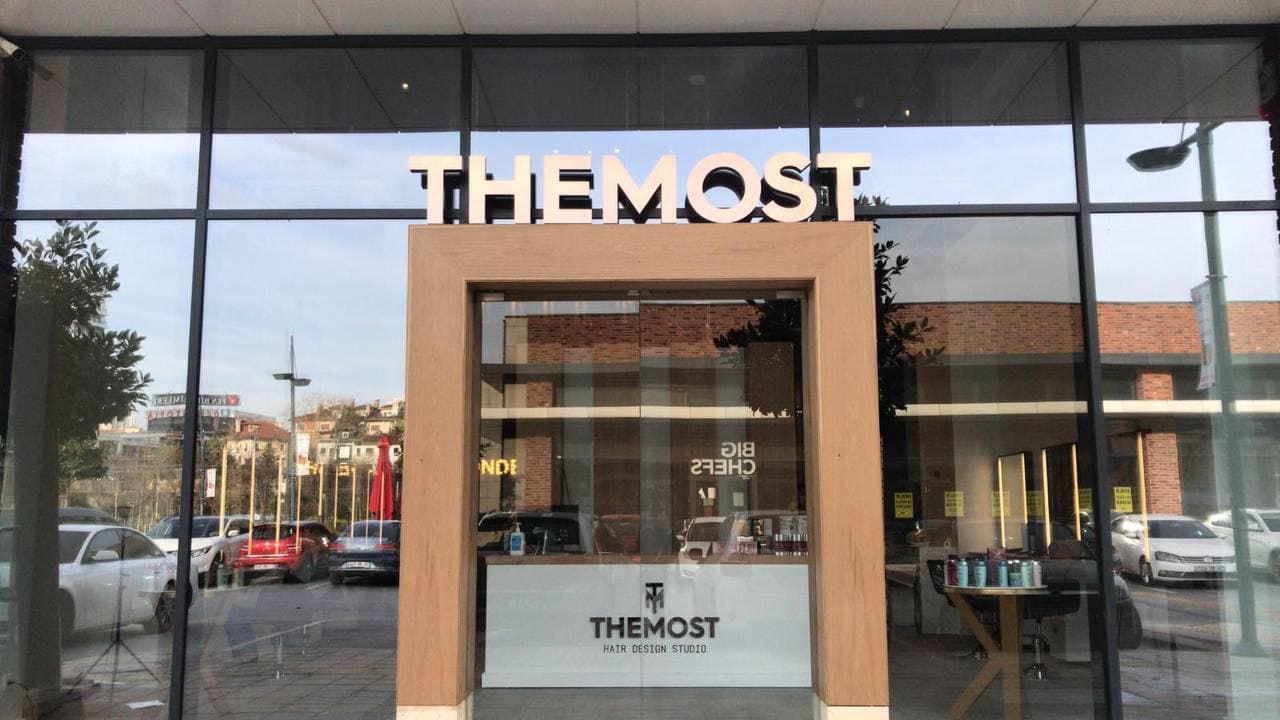 THEMOST
BIG
CHEFS
THEMOST
HAIR DESIGN STUDIO